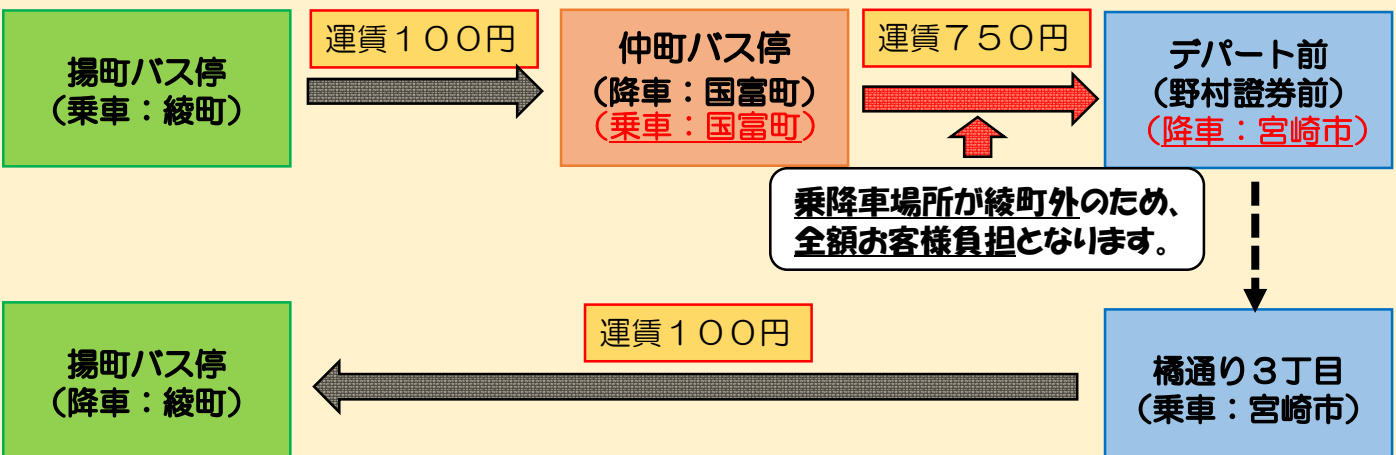 揚町バス停
（乗車：綾町）
運賃１００円
仲町バス停
（降車：国富町）
（乗車：国富町）
運賃７５０円
デパート前
（野村證券前）
（降車：宮崎市）
乗降車場所が綾町外のため、
全額お客様負担となります。
揚町バス停
（降車：綾町）
運賃１００円
橘通り３丁目
（乗車：宮崎市）